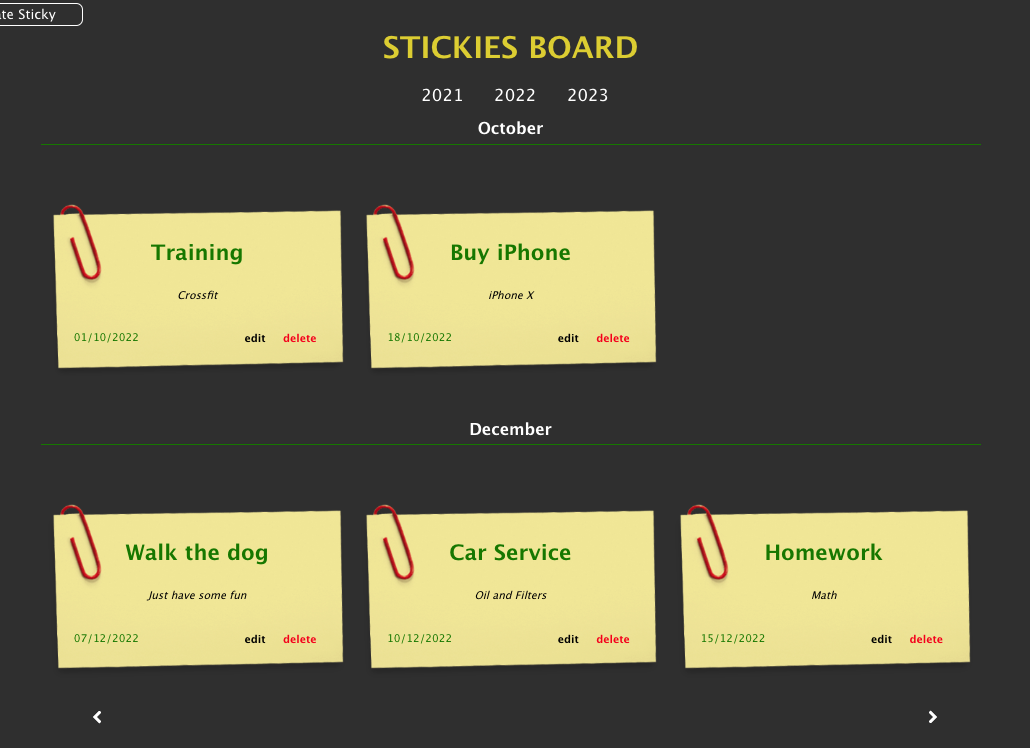 te Sticky
STICKIES BOARD
2021 2022 2023
October
Training
Crossfit
01/10/2022 edit delete
Buy iPhone
iPhone X
18/10/2022 edit delete
December
Walk the dog
Just have some fun
07/12/2022 edit delete
Car Service
Oil and Filters
10/12/2022 edit delete
Homework
Math
15/12/2022 edit delete